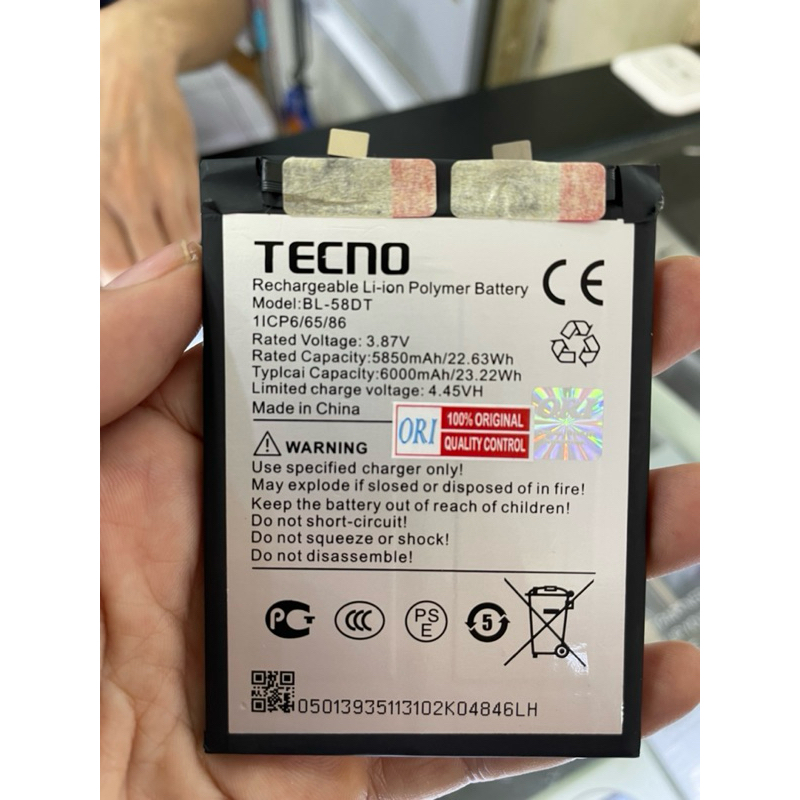 TECNO
Rechargeable Li-ion Polymer Battery
Model:BL-58DT
1ICP6/65/86
Rated Voltage: 3.87V
Rated Capacity:5850mAh/22.63Wh
Typlcai Capacity:6000mAh/23.22Wh
Limited charge voltage: 4.45VH
Made in China
CE
ORI
100% ORIGINAL
QUALITY CONTROL
ORI
WARNING
Use specified charger only!
May explode if slosed or disposed of in fire!
Keep the battery out of reach of children!
Do not short-circuit!
Do not squeeze or shock!
Do not disassemble!
PCT
CCC
PS
E
5
05013935113102K04846LH